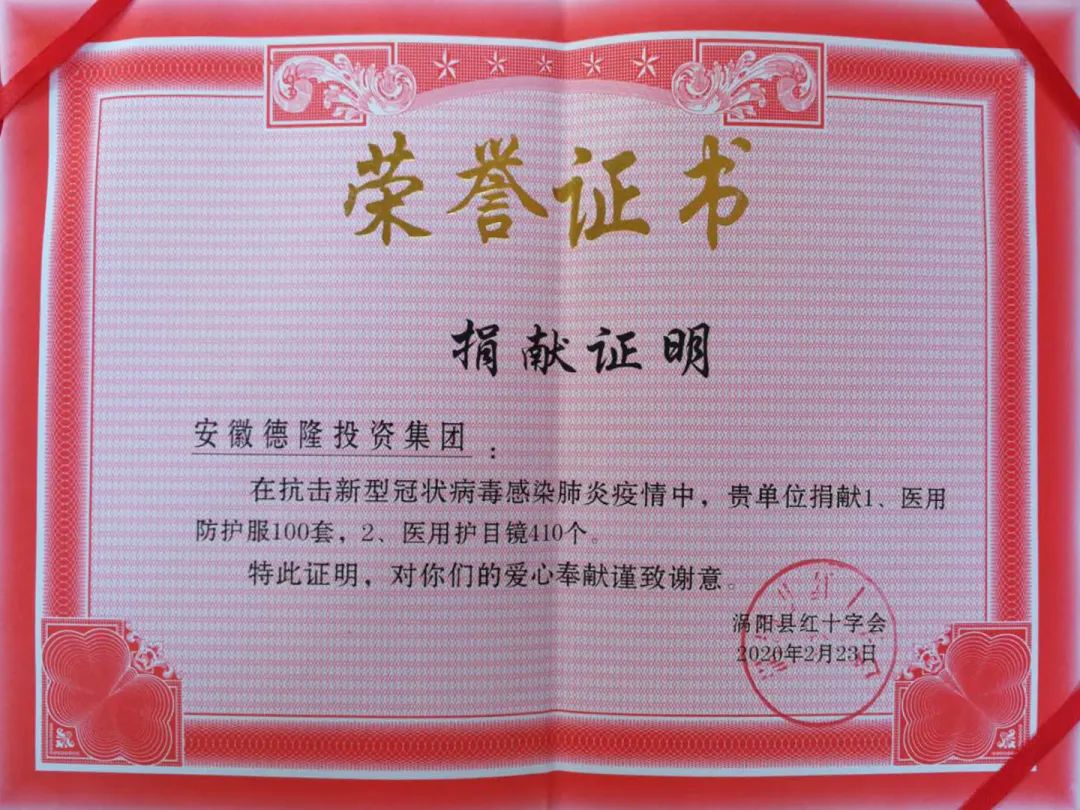 荣誉证书
捐献证明
安徽德隆投资集团：
在抗击新型冠状病毒感染肺炎疫情中，贵单位捐献1、医用
防护服100套，2、医用护目镜410个。
特此证明，对你们的爱心奉献谨致谢意。
涡阳县红十字会
2020年2月23日